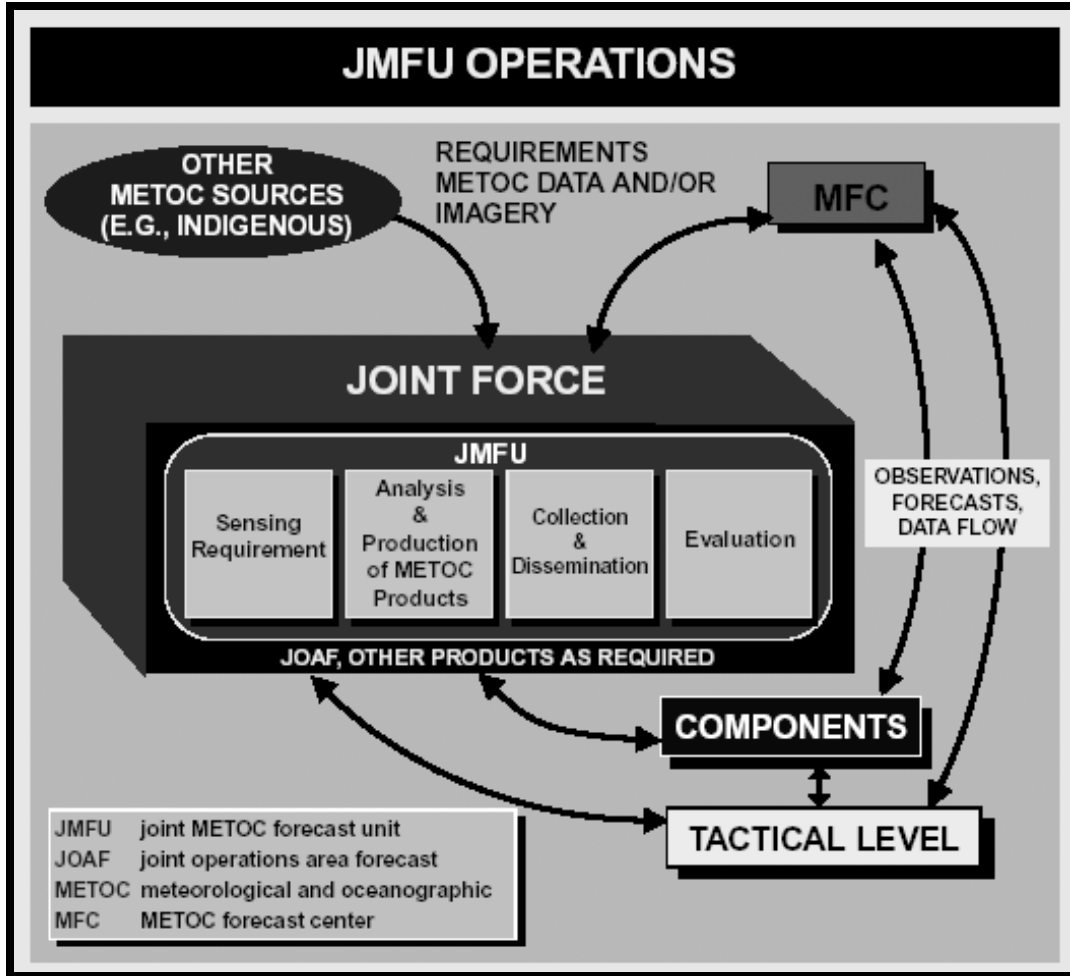 JMFU OPERATIONS
OTHER
METOC SOURCES
(E.G., INDIGENOUS)
REQUIREMENTS
METOC DATA AND/OR
IMAGERY
MFC
JOINT FORCE
JMFU
Sensing
Requirement
Analysis
&
Production
of METOC
Products
Collection
&
Dissemination
Evaluation
JOAF, OTHER PRODUCTS AS REQUIRED
OBSERVATIONS,
FORECASTS,
DATA FLOW
COMPONENTS
TACTICAL LEVEL
JMFU joint METOC forecast unit
JOAF joint operations area forecast
METOC meteorological and oceanographic
MFC METOC forecast center